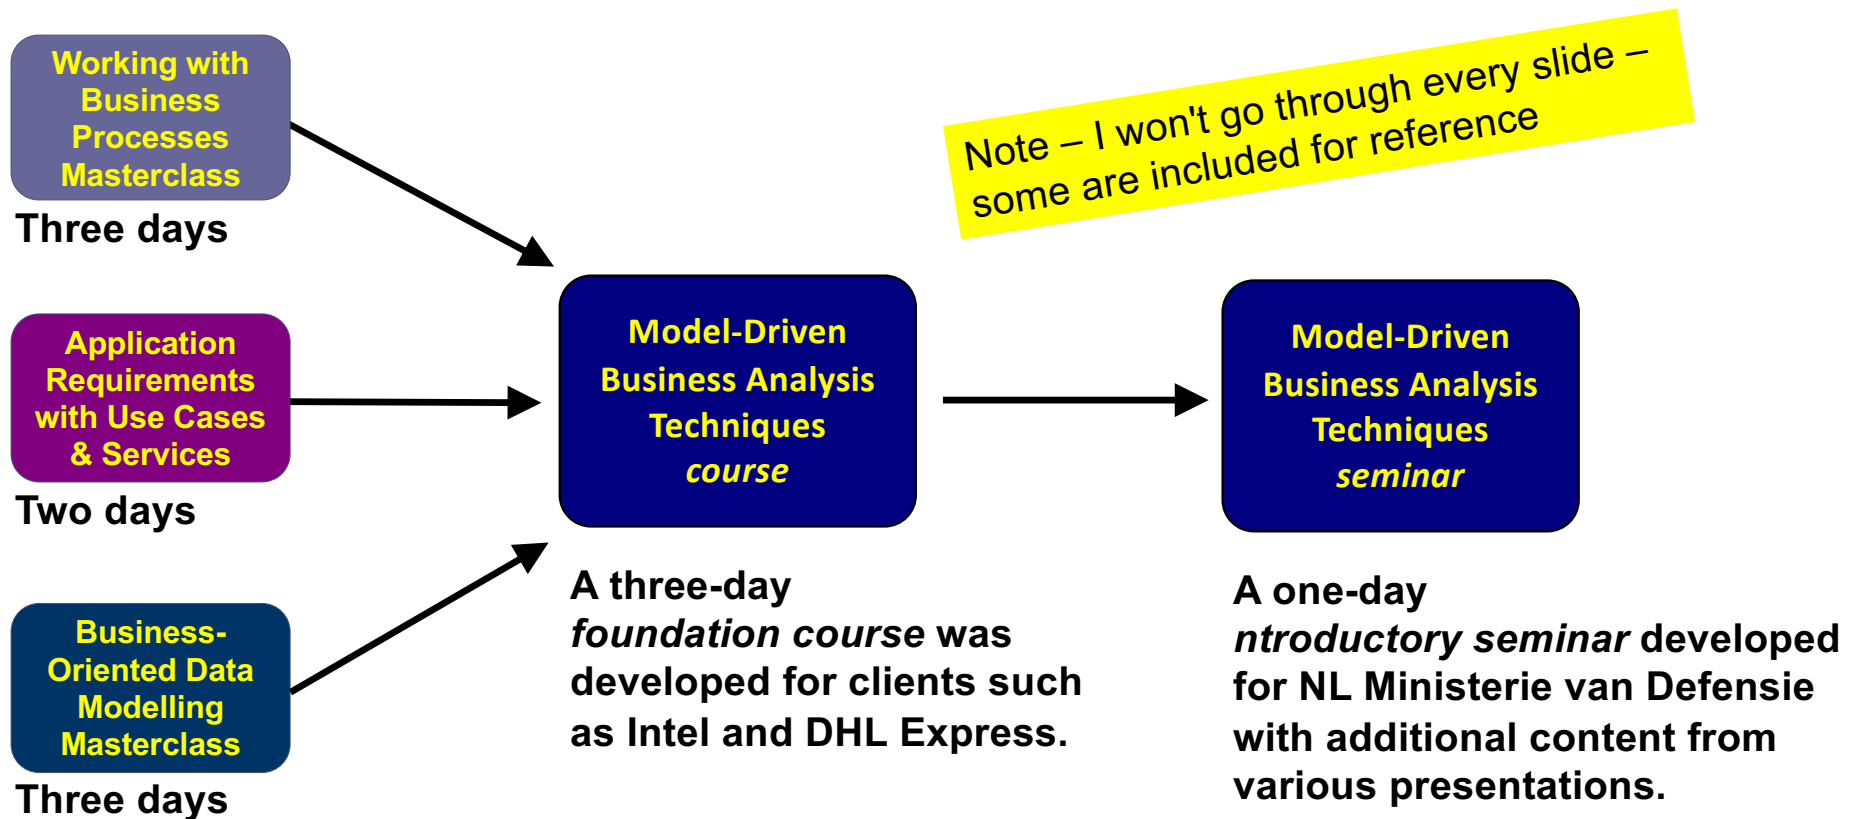 Working with
Business
Processes
Masterclass
Three days
Application
Requirements
with Use Cases
& Services
Two days
Business-
Oriented Data
Modelling
Masterclass
Three days
Note – I won't go through every slide –
some are included for reference
Model-Driven
Business Analysis
Techniques
course
A three-day
foundation course was
developed for clients such
as Intel and DHL Express.
Model-Driven
Business Analysis
Techniques
seminar
A one-day
ntroductory seminar developed
for NL Ministerie van Defensie
with additional content from
various presentations.